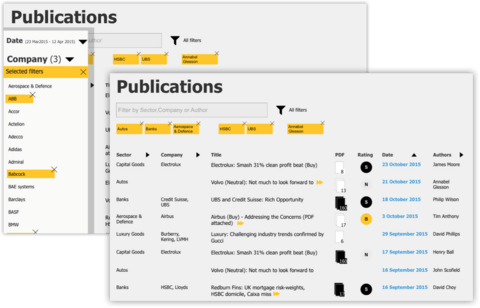 Publications
Date (23 Mar2015 - 12 Apr 2015)
Author
All filters
Company (3)
HSBC
UBS
Annabel Gleeson
Selected filters
Aerospace & Defence
ABB
Accor
Actelion
Adecco
Adidas
Admiral
Babcock
BAE systems
Barclays
BASF
BMW
Publications
Filter by Sector,Company or Author
All filters
Autos
Banks
Aerospace & Defence
HSBC
UBS
Annabel Gleeson
Sector
Company
Title
PDF
Rating
Date
Authors
Capital Goods
Electrolux
Electrolux: Smash 31% clean profit beat (Buy)
9
S
23 October 2015
James Moore
Autos
Volvo (Neutral): Not much to look forward to
13
N
21 October 2015
Annabel Gleeson
Banks
Credit Suisse, UBS
UBS and Credit Suisse: Rich Opportunity
S
18 October 2015
Philip Wilson
Aerospace & Defence
Airbus
Airbus (Buy) - Addressing the Concerns (PDF attached)
17
B
3 October 2015
Tim Anthony
Luxury Goods
Burberry, Kering, LVMH
Luxury: Challenging industry trends confirmed by Gucci
6
20 September 2015
David Phillips
Capital Goods
Electrolux
Electrolux: Smash 31% clean profit beat (Buy)
N
17 September 2015
Henry Ball
Autos
Volvo (Neutral): Not much to look forward to
16 September 2015
John Scofield
Banks
HSBC, Lloyds
Redburn Fins: UK mortgage risk-weights, HSBC domicile, Caixa miss
S
16 September 2015
David Choy